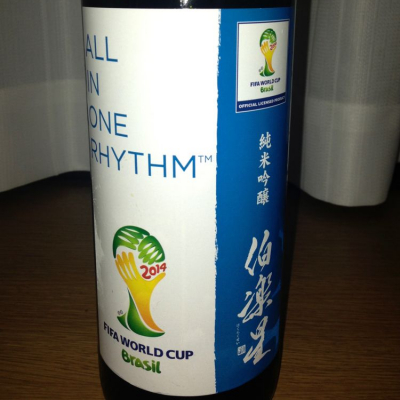 ALL
IN
ONE
RHYTHM™
2014
FIFA WORLD CUP
Brasil
FIFA WORLD CUP
Brasil
OFFICIAL LICENSED PRODUCT
純米吟醸
伯楽星